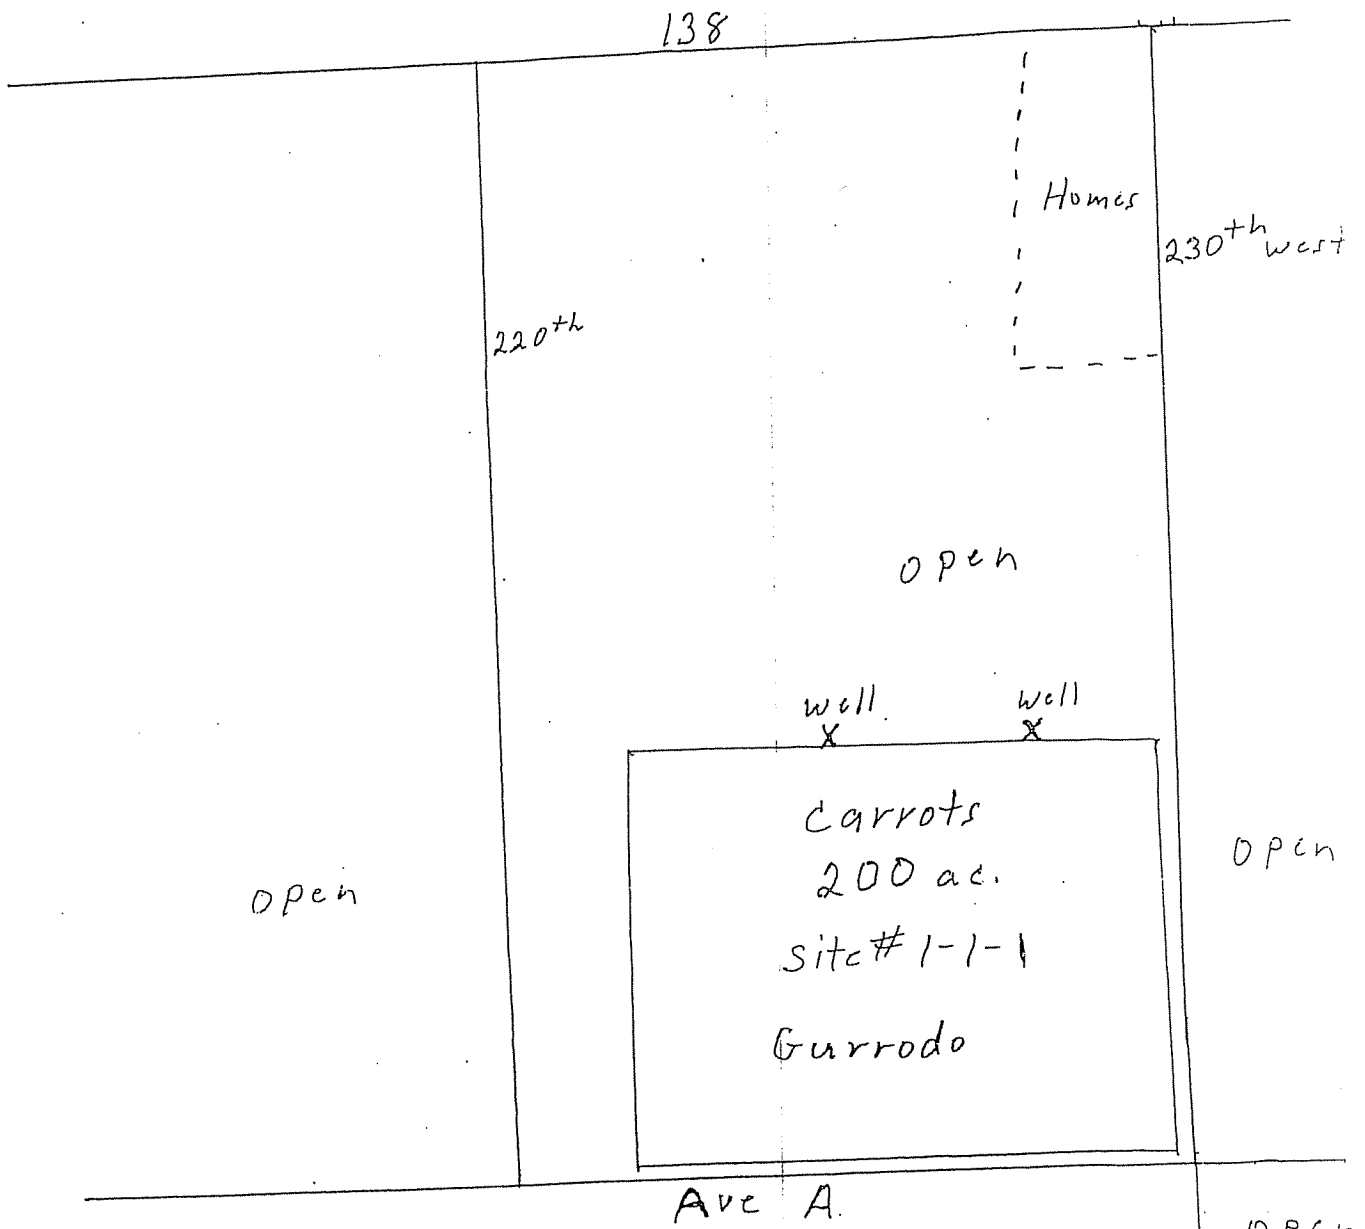 138
Homes
230th west
220th
open
well
well
Carrots
200 ac.
Site # 1-1-1
Gurrodo
open
open
Ave A.